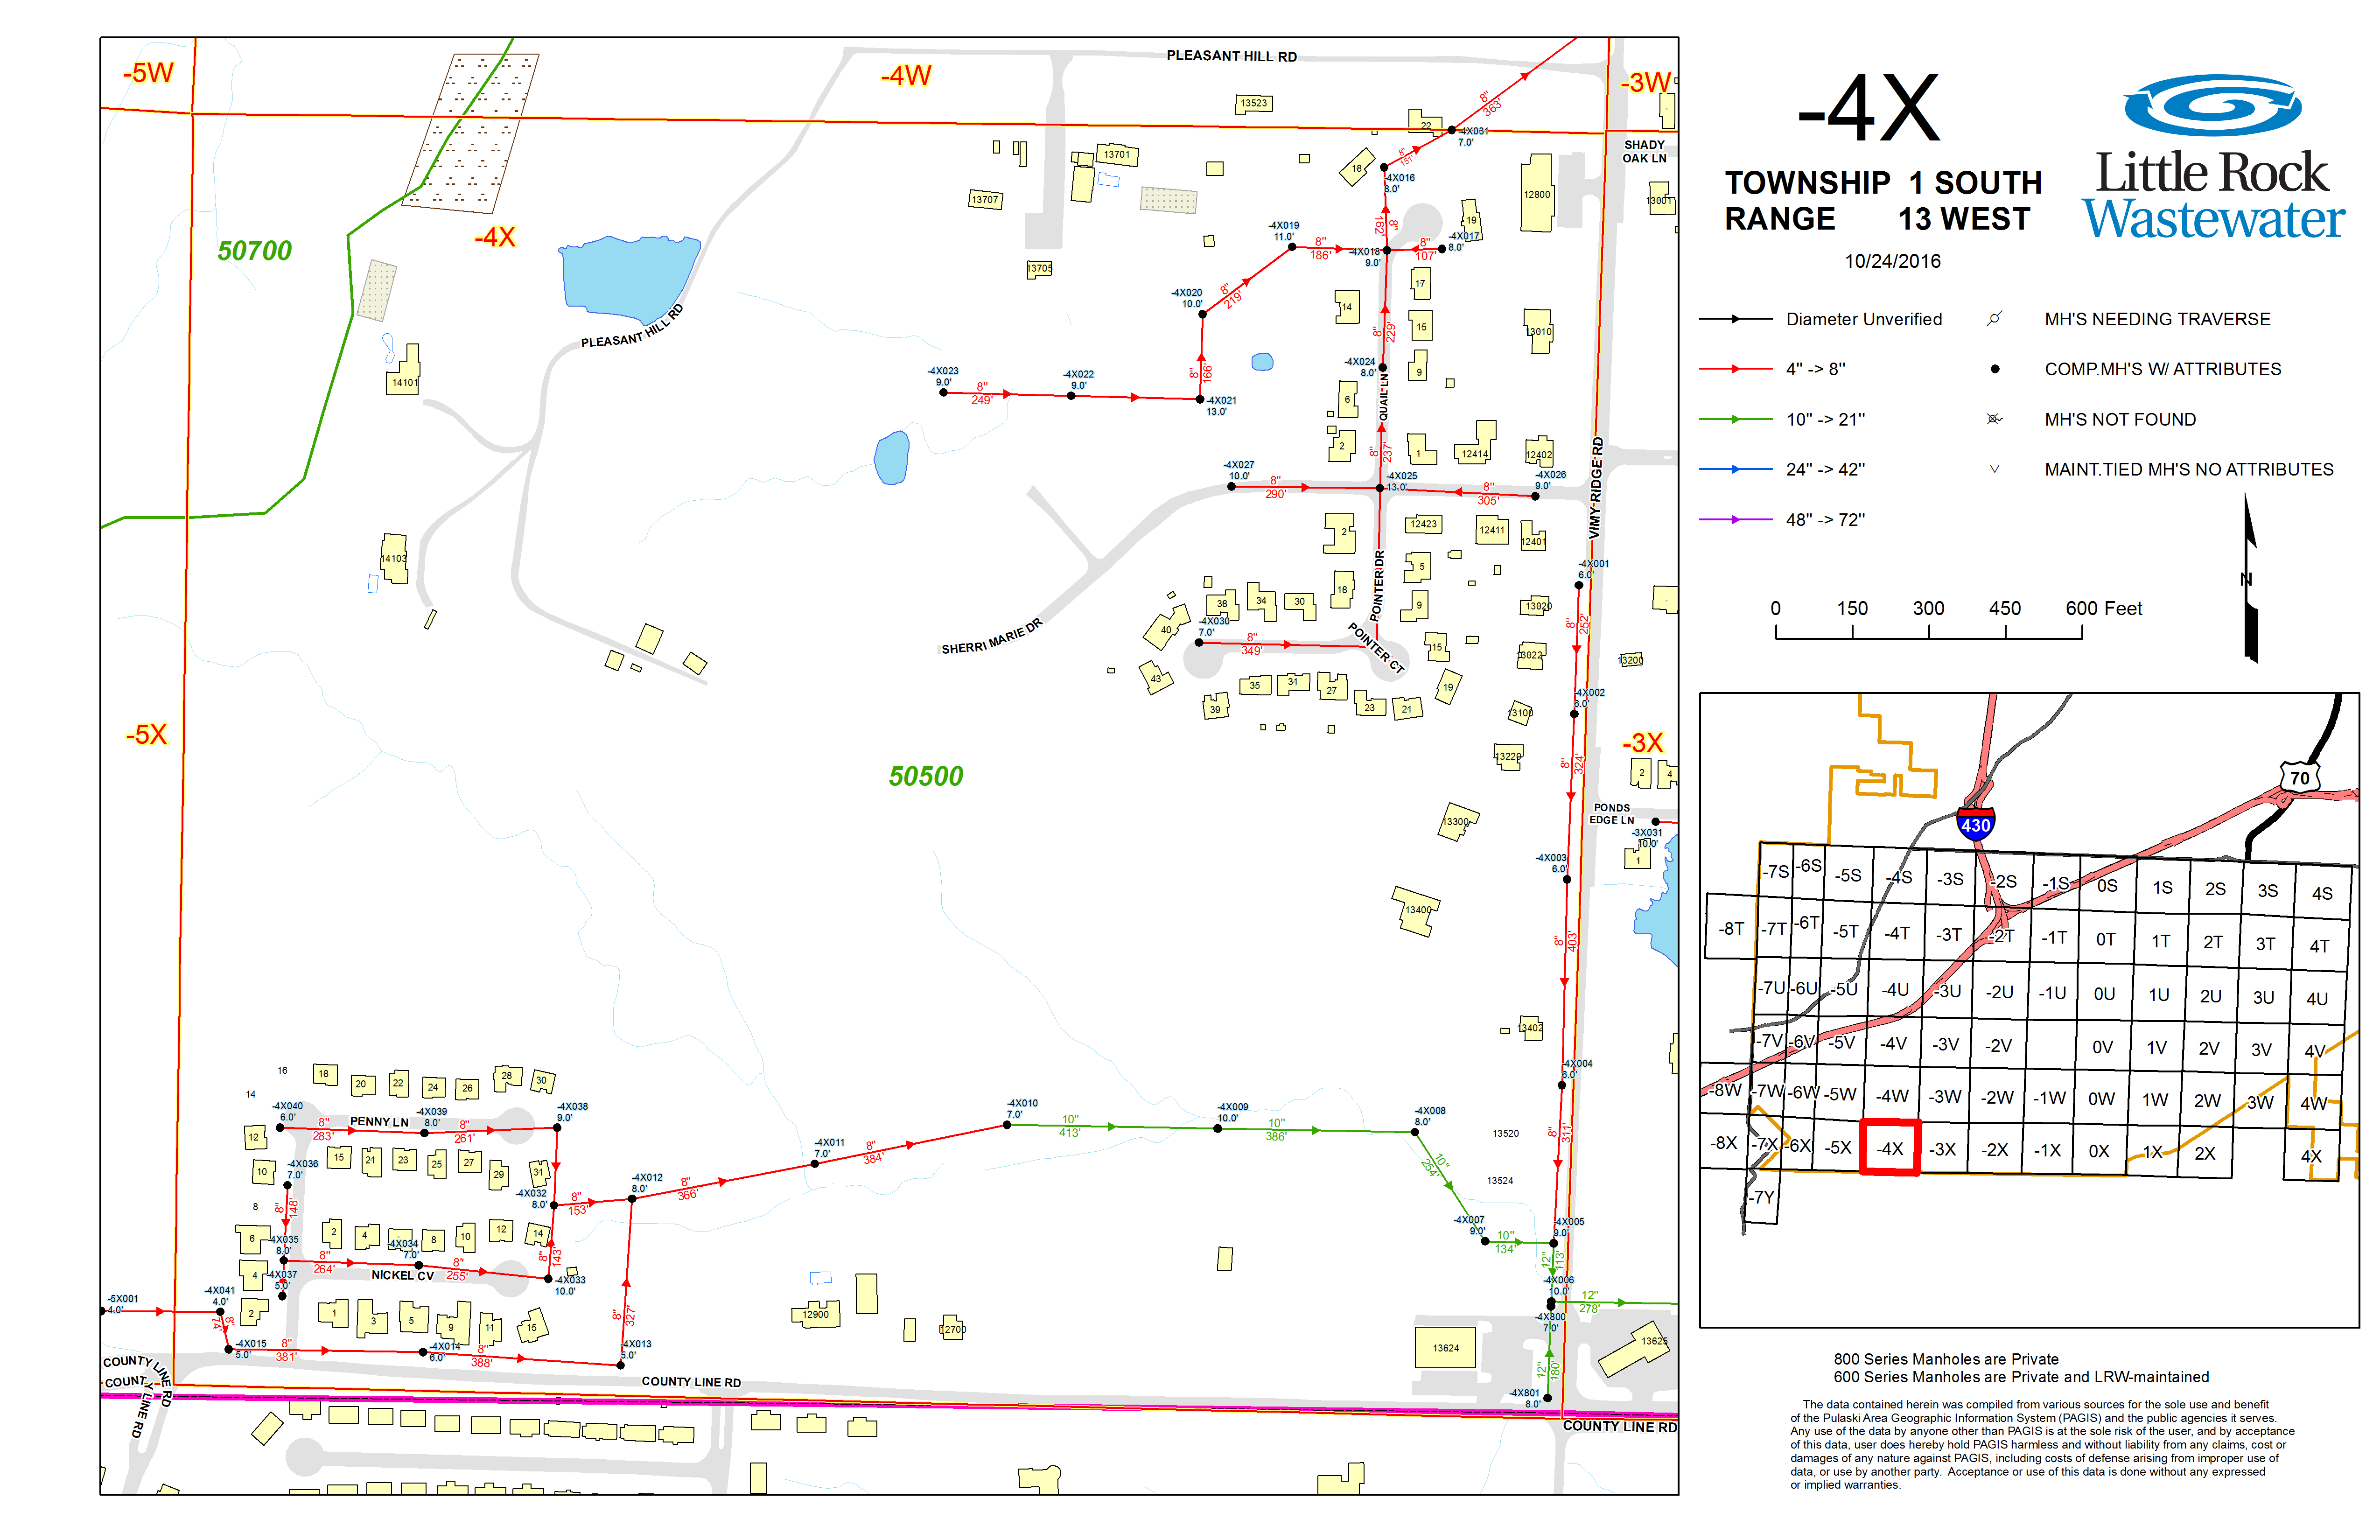 -5W
-4W
-3W
PLEASANT HILL RD
13523
22
8"
363'
-4X031
7.0'
SHADY
OAK LN
13701
18
8"
151'
-4X016
8.0'
12800
13001
13707
-4X
50700
-4X019
11.0'
8"
186'
8"
162'
-4X018
9.0'
8"
107'
-4X017
8.0'
19
13705
-4X020
10.0'
8"
219'
17
14
15
13010
8"
229'
PLEASANT HILL RD
14101
-4X023
9.0'
8"
249'
-4X022
9.0'
8"
166'
-4X021
13.0'
-4X024
8.0'
9
6
QUAIL LN
2
1
12414
12402
8"
237'
VIMY RIDGE RD
-4X027
10.0'
8"
290'
-4X025
13.0'
8"
305'
-4X026
9.0'
2
12423
12411
12401
14103
5
-4X001
6.0'
18
POINTER DR
9
13020
38
34
30
40
-4X030
7.0'
8"
349'
SHERRI MARIE DR
POINTER CT
15
13022
13200
8"
252'
43
35
31
27
19
39
23
21
13100
-4X002
6.0'
-5X
50500
-3X
13220
8"
324'
2
4
PONDS
EDGE LN
-3X031
10.0'
1
13300
-4X003
6.0'
13400
8"
403'
13402
-4X004
6.0'
16
18
20
22
24
26
28
30
14
-4X040
6.0'
8"
283'
PENNY LN
-4X039
8.0'
8"
261'
-4X038
9.0'
12
15
21
23
25
27
29
31
10
-4X036
7.0'
8
8"
148'
-4X032
8.0'
8"
153'
-4X012
8.0'
8"
366'
-4X011
7.0'
8"
384'
-4X010
7.0'
10"
413'
-4X009
10.0'
10"
386'
-4X008
8.0'
13520
8"
311'
10"
254'
13524
6
2
4
-4X034
7.0'
8
10
12
14
-4X035
8.0'
8"
264'
8"
255'
NICKEL CV
8"
143'
-4X033
10.0'
4
-4X037
5.0'
-4X007
9.0'
10"
134'
-4X005
9.0'
12"
113'
-4X006
10.0'
12"
278'
-5X001
4.0'
-4X041
4.0'
2
8"
74'
1
3
5
9
11
15
8"
327'
12900
12700
-4X800
7.0'
13624
13625
-4X015
5.0'
8"
381'
-4X014
6.0'
8"
388'
-4X013
5.0'
12"
180'
-4X801
8.0'
COUNTY LINE RD
COUNTY LINE RD
COUNTY LINE RD
COUNTY LINE RD
-4X
TOWNSHIP 1 SOUTH
RANGE 13 WEST
10/24/2016
Little Rock
Wastewater
Diameter Unverified
4" -> 8"
10" -> 21"
24" -> 42"
48" -> 72"
MH'S NEEDING TRAVERSE
COMP.MH'S W/ ATTRIBUTES
MH'S NOT FOUND
MAINT.TIED MH'S NO ATTRIBUTES
N
0 150 300 450 600 Feet
70
430
-7S -6S -5S -4S -3S -2S -1S 0S 1S 2S 3S 4S
-8T -7T -6T -5T -4T -3T -2T -1T 0T 1T 2T 3T 4T
-7U -6U -5U -4U -3U -2U -1U 0U 1U 2U 3U 4U
-7V -6V -5V -4V -3V -2V 0V 1V 2V 3V 4V
-8W -7W -6W -5W -4W -3W -2W -1W 0W 1W 2W 3W 4W
-8X -7X -6X -5X -4X -3X -2X -1X 0X 1X 2X 4X
-7Y
800 Series Manholes are Private
600 Series Manholes are Private and LRW-maintained
The data contained herein was compiled from various sources for the sole use and benefit
of the Pulaski Area Geographic Information System (PAGIS) and the public agencies it serves.
Any use of the data by anyone other than PAGIS is at the sole risk of the user, and by acceptance
of this data, user does hereby hold PAGIS harmless and without liability from any claims, cost or
damages of any nature against PAGIS, including costs of defense arising from improper use of
data, or use by another party. Acceptance or use of this data is done without any expressed
or implied warranties.